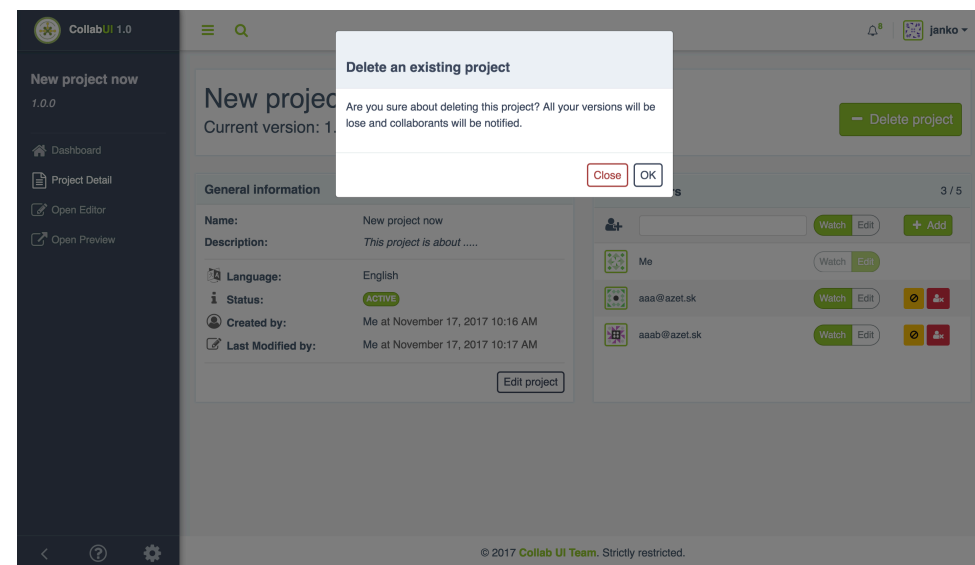 CollabUI 1.0
8
janko
New project now
1.0.0
Dashboard
Project Detail
Open Editor
Open Preview
New projec
Current version: 1.
Delete project
Delete an existing project
Are you sure about deleting this project? All your versions will be
lose and collaborants will be notified.
Close OK
General information
Name: New project now
Description: This project is about .....
Language: English
Status: ACTIVE
Created by: Me at November 17, 2017 10:16 AM
Last Modified by: Me at November 17, 2017 10:17 AM
Edit project
rs 3 / 5
Watch Edit + Add
Me Watch Edit
aaa@azet.sk Watch Edit
aaab@azet.sk Watch Edit
© 2017 Collab UI Team. Strictly restricted.